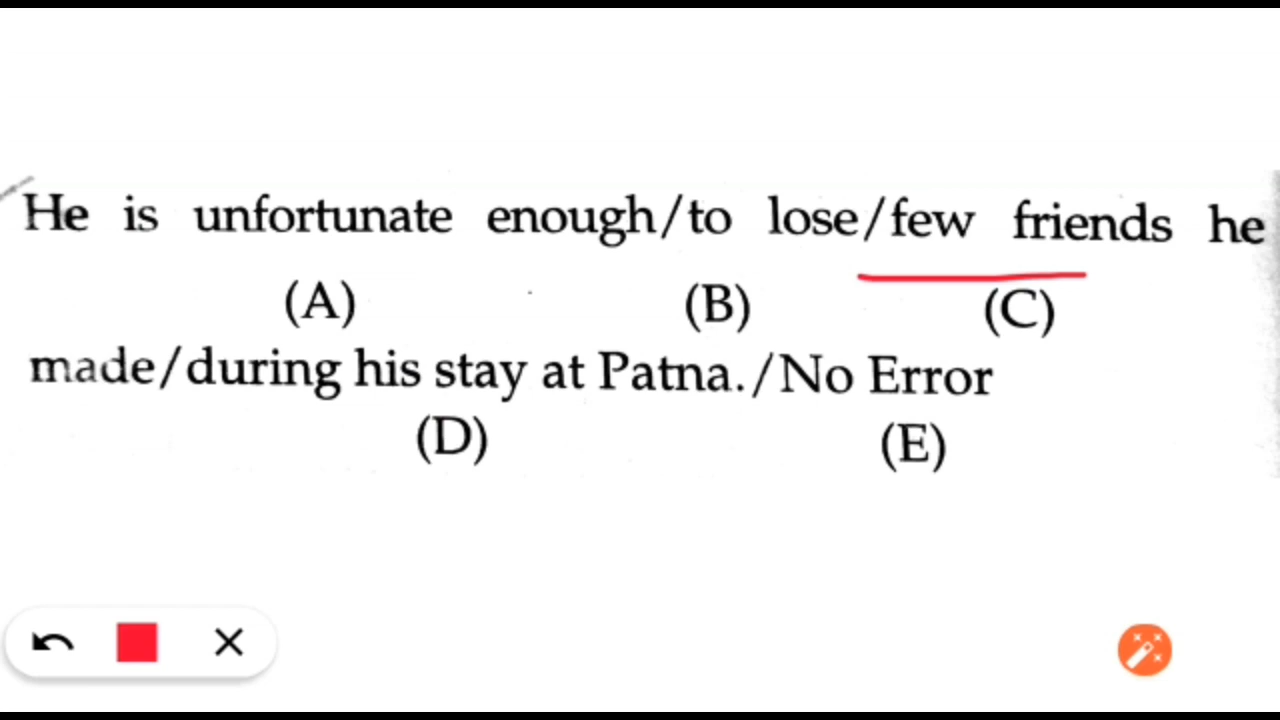 He is unfortunate enough/to lose/few friends he
(A) (B) (C)
made/during his stay at Patna./No Error
(D) (E)